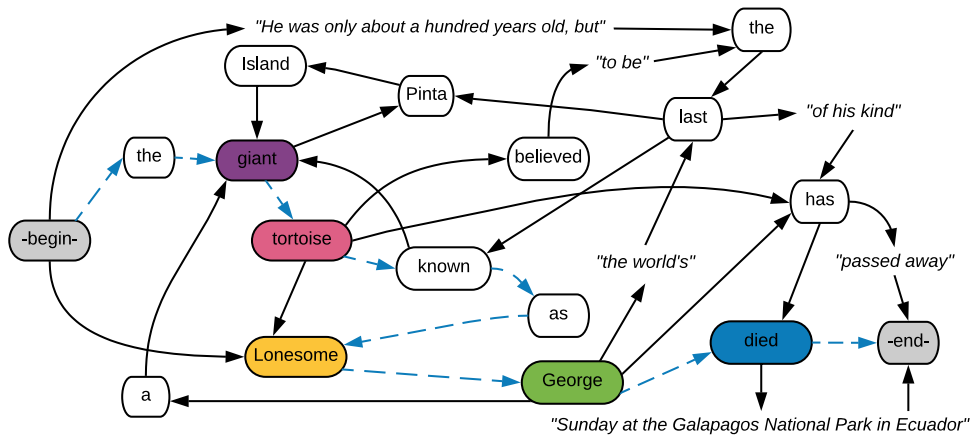 "He was only about a hundred years old, but"
the
Island
"to be"
Pinta
last
"of his kind"
the
giant
believed
has
-begin-
tortoise
known
"the world's"
"passed away"
as
Lonesome
died
-end-
George
a
"Sunday at the Galapagos National Park in Ecuador"